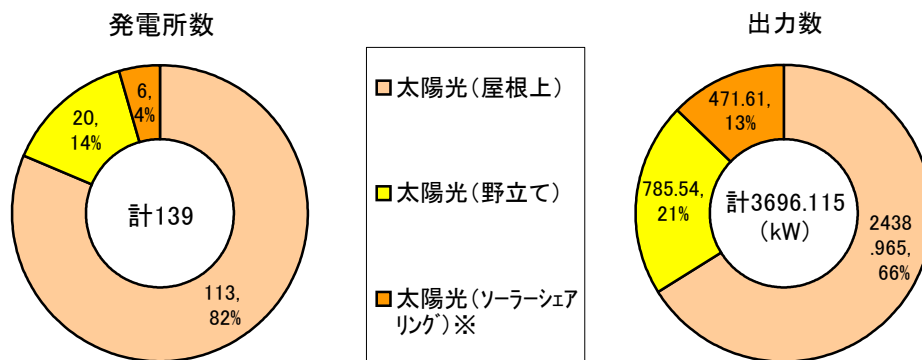 発電所数
6,
4%
20,
14%
計139
113,
82%
太陽光(屋根上)
太陽光(野立て)
太陽光(ソーラーシェア
リング)※
出力数
471.61,
13%
785.54,
21%
計3696.115
(kW)
2438
.965,
66%